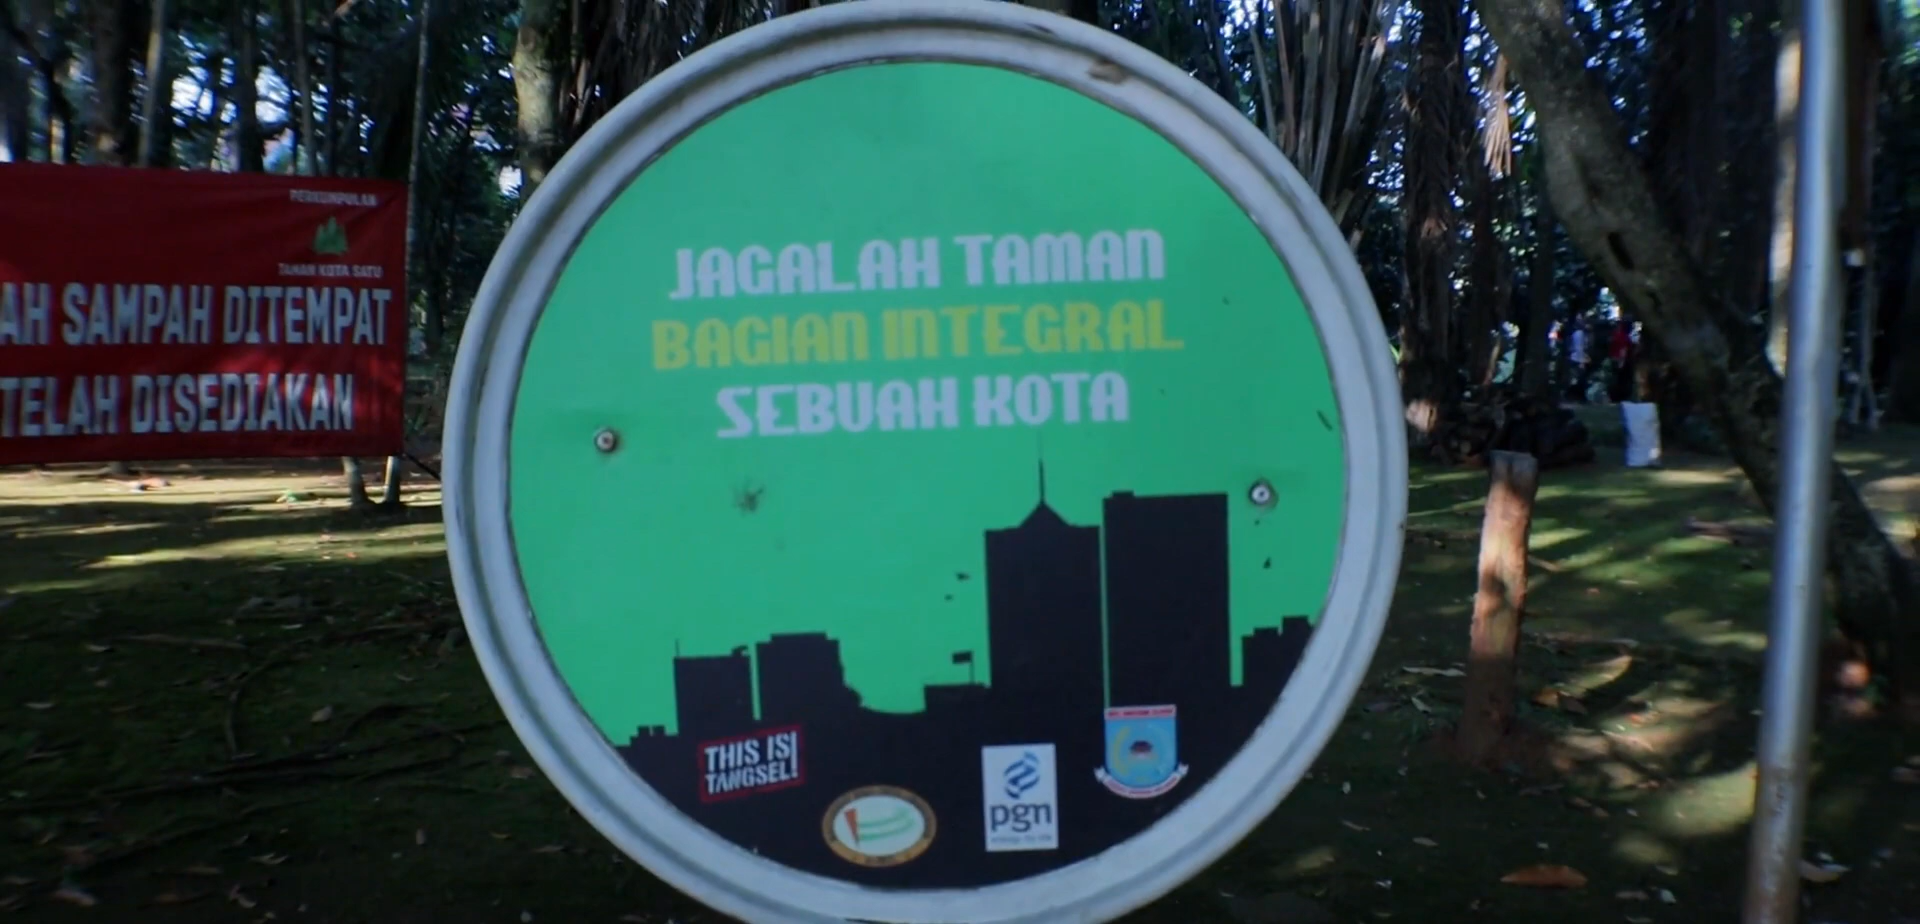 PERKUMPULAN
TAMAN KOTA SATU
AH SAMPAH DITEMPAT
TELAH DISEDIAKAN
JAGALAH TAMAN
BAGIAN INTEGRAL
SEBUAH KOTA
THIS IS
TANGSEL!
pgn